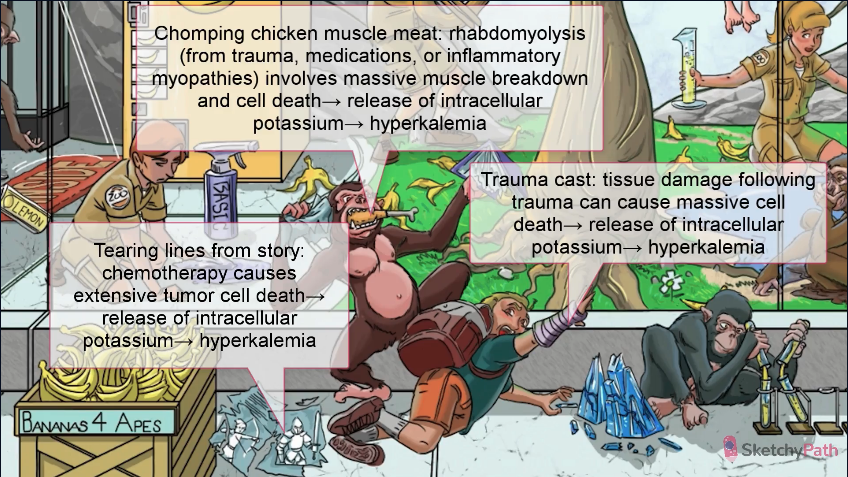 Chomping chicken muscle meat: rhabdomyolysis
(from trauma, medications, or inflammatory
myopathies) involves massive muscle breakdown
and cell death→ release of intracellular
potassium→ hyperkalemia
ZOO
LEMON
BASIC
Trauma cast: tissue damage following
trauma can cause massive cell
death→ release of intracellular
potassium→ hyperkalemia
Tearing lines from story:
chemotherapy causes
extensive tumor cell death→
release of intracellular
potassium→ hyperkalemia
BANANAS 4 APES
SketchyPath